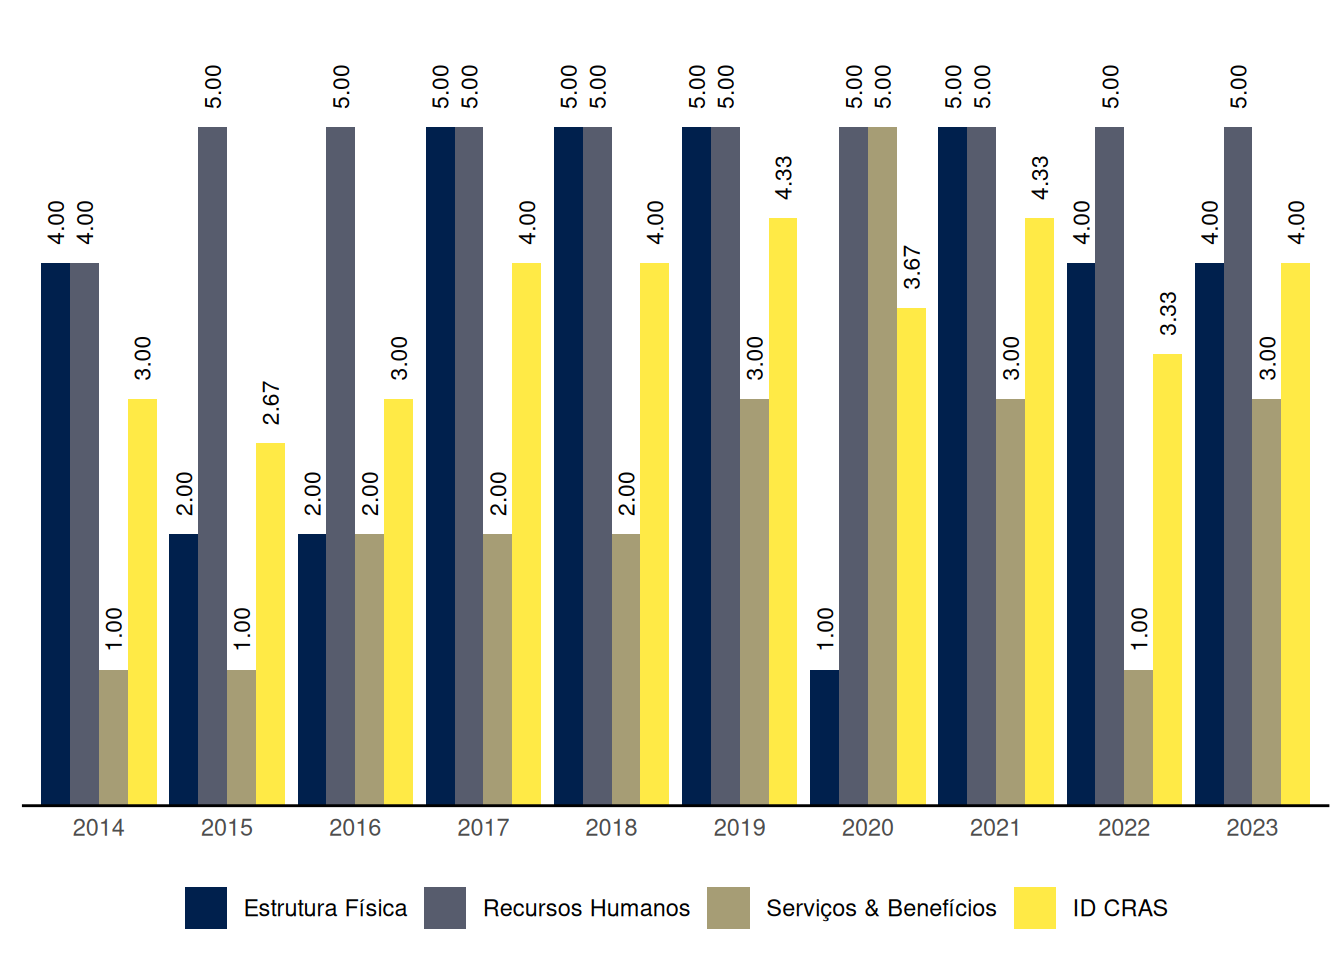 4.00 4.00 1.00 3.00
2.00 5.00 1.00 2.67
2.00 5.00 2.00 3.00
5.00 5.00 2.00 4.00
5.00 5.00 2.00 4.00
5.00 5.00 3.00 4.33
1.00 5.00 5.00 3.67
5.00 5.00 3.00 4.33
4.00 5.00 1.00 3.33
4.00 5.00 3.00 4.00
2014 2015 2016 2017 2018 2019 2020 2021 2022 2023
Estrutura Física Recursos Humanos Serviços & Benefícios ID CRAS